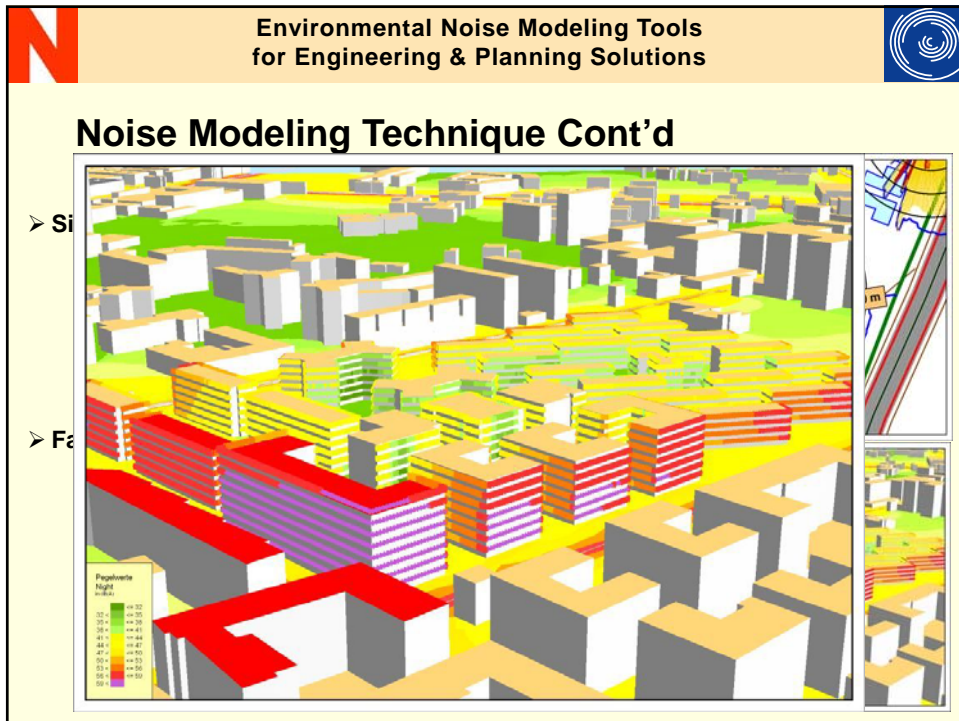 N
Environmental Noise Modeling Tools
for Engineering & Planning Solutions
Noise Modeling Technique Cont'd
➢ Si
m
➢ Fa
Pegelwerte
Night
<= 32
32 < <= 35
35 < <= 38
38 < <= 41
41 < <= 44
44 < <= 47
47 < <= 50
50 < <= 53
53 < <= 56
56 < <= 59
59 <